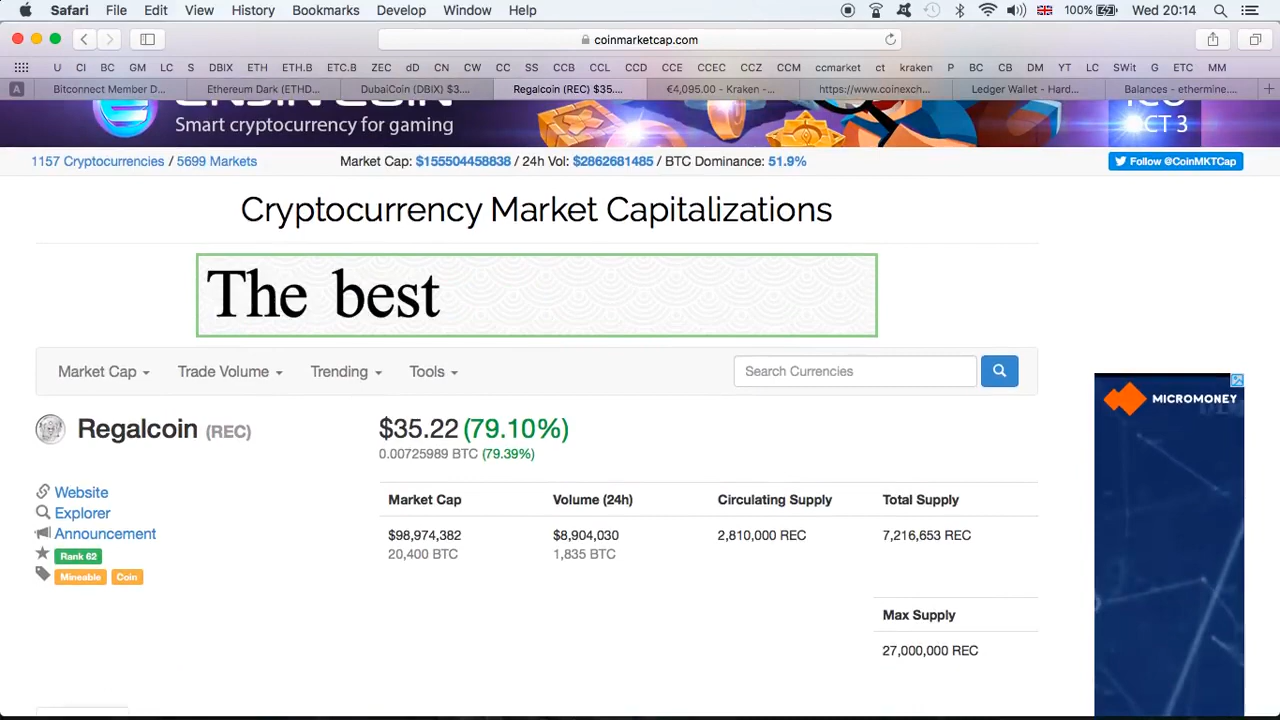 Safari File Edit View History Bookmarks Develop Window Help 100% Wed 20:14
coinmarketcap.com
U CI BC GM LC S DBIX ETH ETH.B ETC.B ZEC dD CN CW CC SS CCB CCL CCD CCE CCEC CCZ CCM ccmarket ct kraken P BC CB DM YT LC SWit G ETC MM
A Bitconnect Member D... Ethereum Dark (ETHD... DubaiCoin (DBIX) $3.... Regalcoin (REC) $35.... €4,095.00 - Kraken -... https://www.coinexch... Ledger Wallet - Hard... Balances - ethermine....
Smart cryptocurrency for gaming
CT 3
1157 Cryptocurrencies / 5699 Markets Market Cap: $155504458838 / 24h Vol: $2862681485 / BTC Dominance: 51.9% Follow @CoinMKTCap
Cryptocurrency Market Capitalizations
The best
Market Cap Trade Volume Trending Tools Search Currencies
MICROMONEY
Regalcoin (REC) $35.22 (79.10%)
0.00725989 BTC (79.39%)
Website
Explorer
Announcement
Rank 62
Mineable Coin
Market Cap Volume (24h) Circulating Supply Total Supply
$98,974,382 $8,904,030 2,810,000 REC 7,216,653 REC
20,400 BTC 1,835 BTC
Max Supply
27,000,000 REC